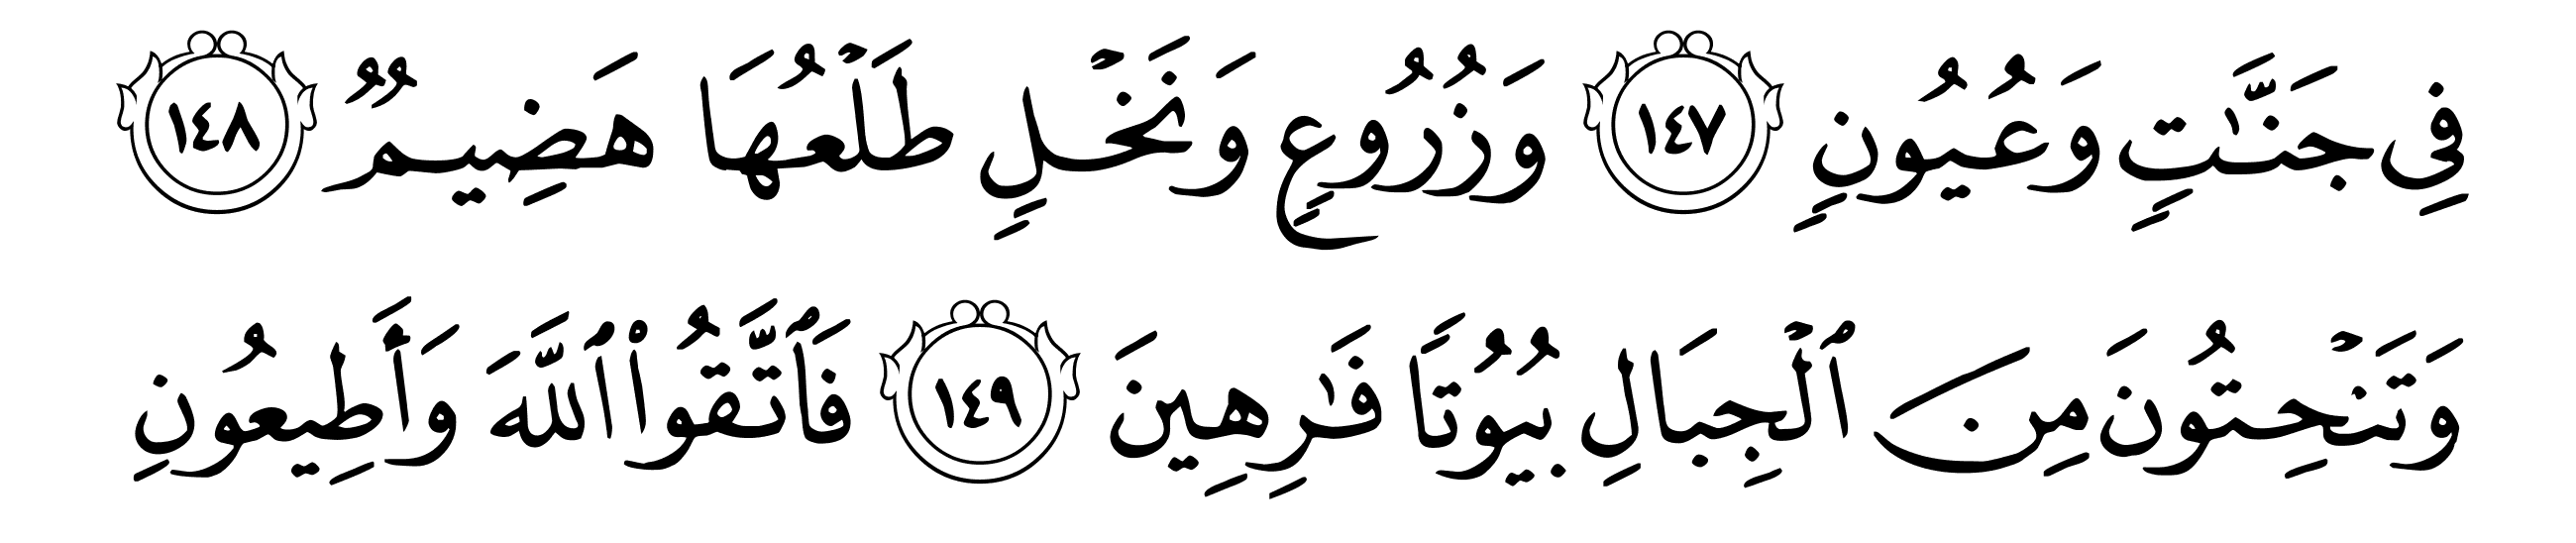 فِى جَنَّـٰتٍ وَعُيُونٍ ١٤٧ وَزُرُوعٍ وَنَخْلٍ طَلْعُهَا هَضِيمٌ ١٤٨
وَتَنْحِتُونَ مِنَ ٱلْجِبَالِ بُيُوتًا فَـٰرِهِينَ ١٤٩ فَٱتَّقُوا۟ ٱللَّهَ وَأَطِيعُونِ